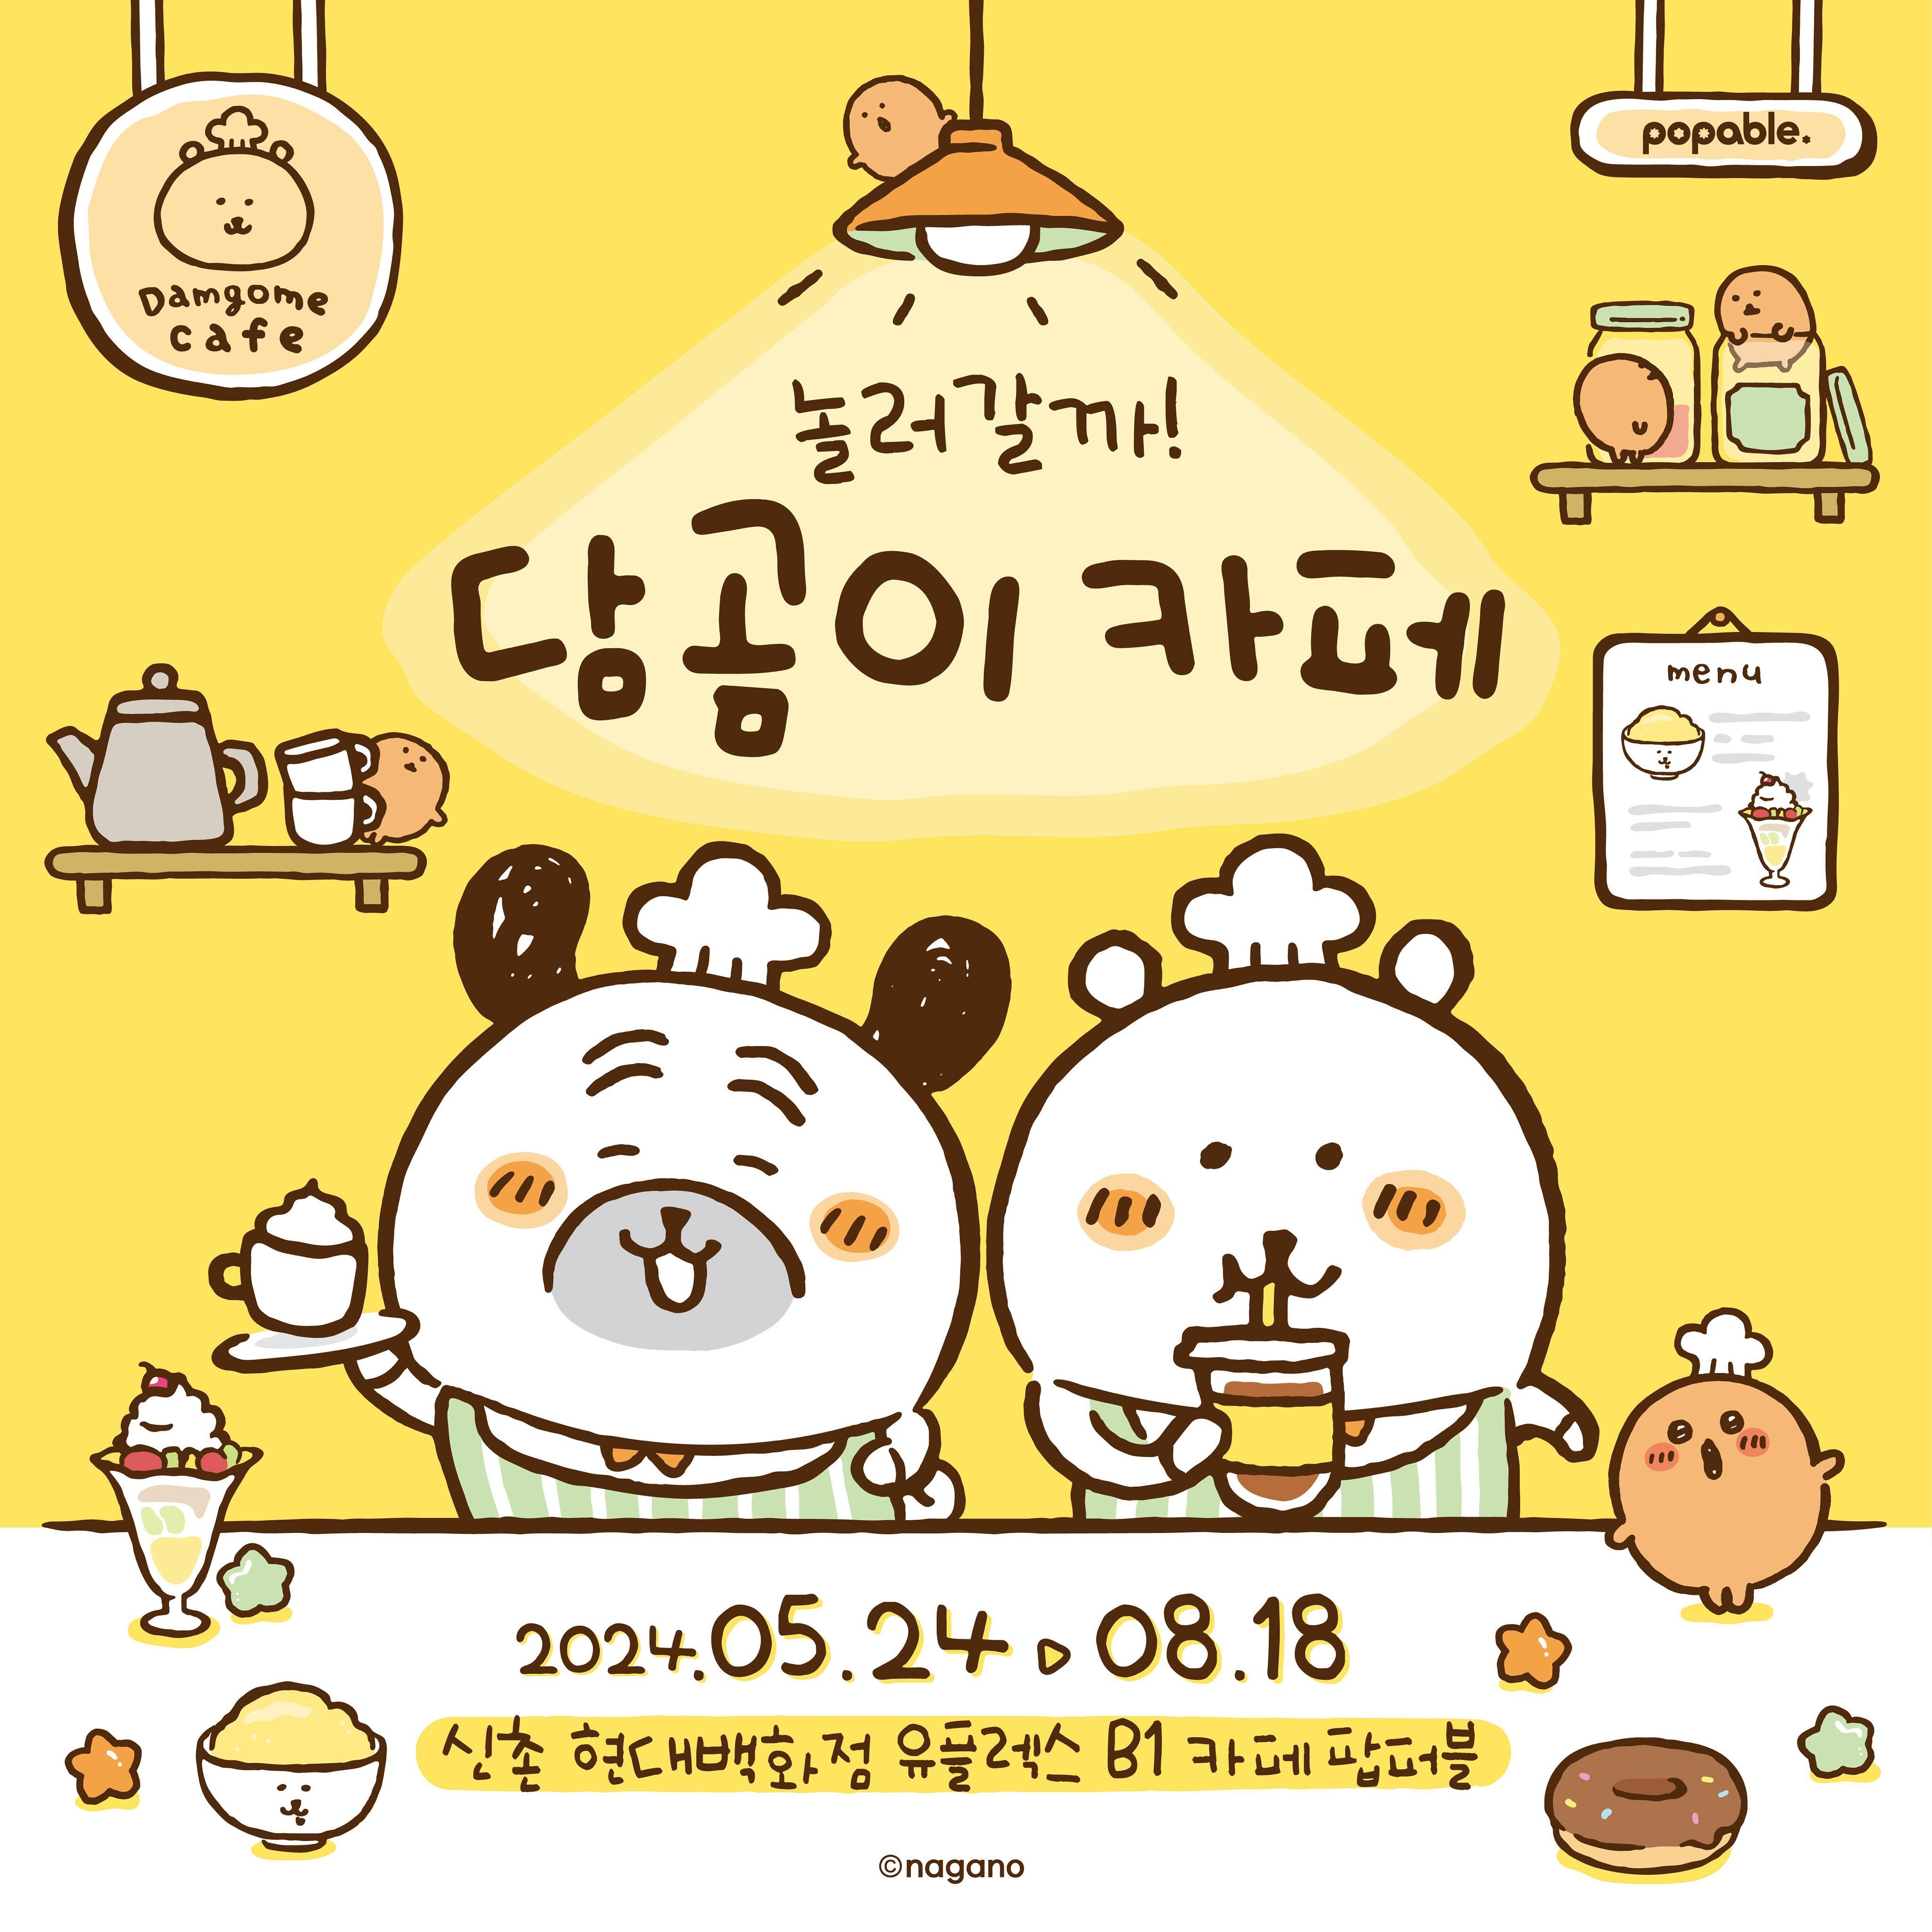 Damgome
cafe
popable.
놀러갈까!
담곰이 카페
menu
2024.05.24 ▷ 08.18
신촌 현대백화점 유플렉스 B1 카페 팝퍼블
©nagano